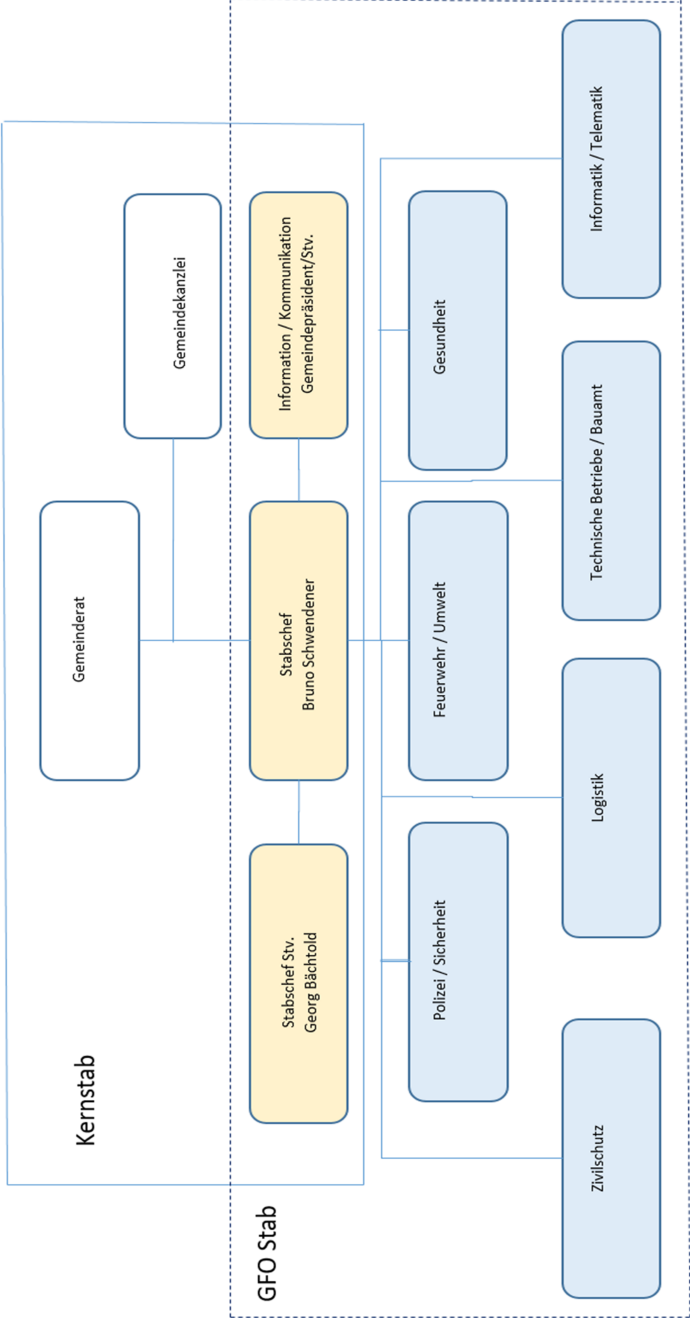 Kernstab
Gemeinderat
Gemeindekanzlei
GFO Stab
Stabschef Stv.
Georg Bächtold
Stabschef
Bruno Schwendener
Information / Kommunikation
Gemeindepräsident/Stv.
Polizei / Sicherheit
Feuerwehr / Umwelt
Gesundheit
Zivilschutz
Logistik
Technische Betriebe / Bauamt
Informatik / Telematik